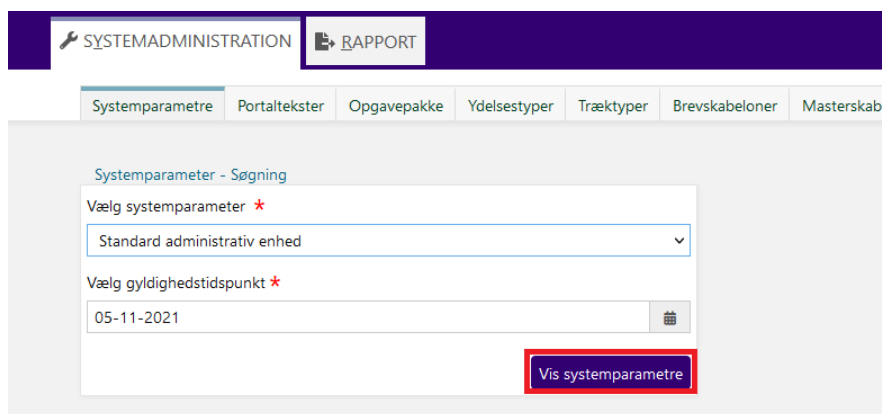 SYSTEMADMINISTRATION RAPPORT
Systemparametre Portaltekster Opgavepakke Ydelsestyper Træktyper Brevskabeloner Masterskab
Systemparameter - Søgning
Vælg systemparameter *
Standard administrativ enhed
Vælg gyldighedstidspunkt *
05-11-2021
Vis systemparametre